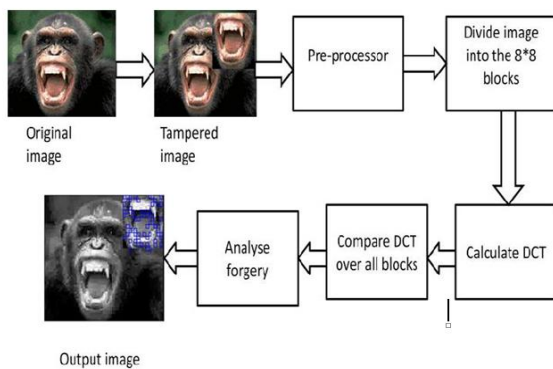 Original
image
Tampered
image
Pre-processor
Divide image
into the 8*8
blocks
Calculate DCT
Compare DCT
over all blocks
Analyse
forgery
Output image